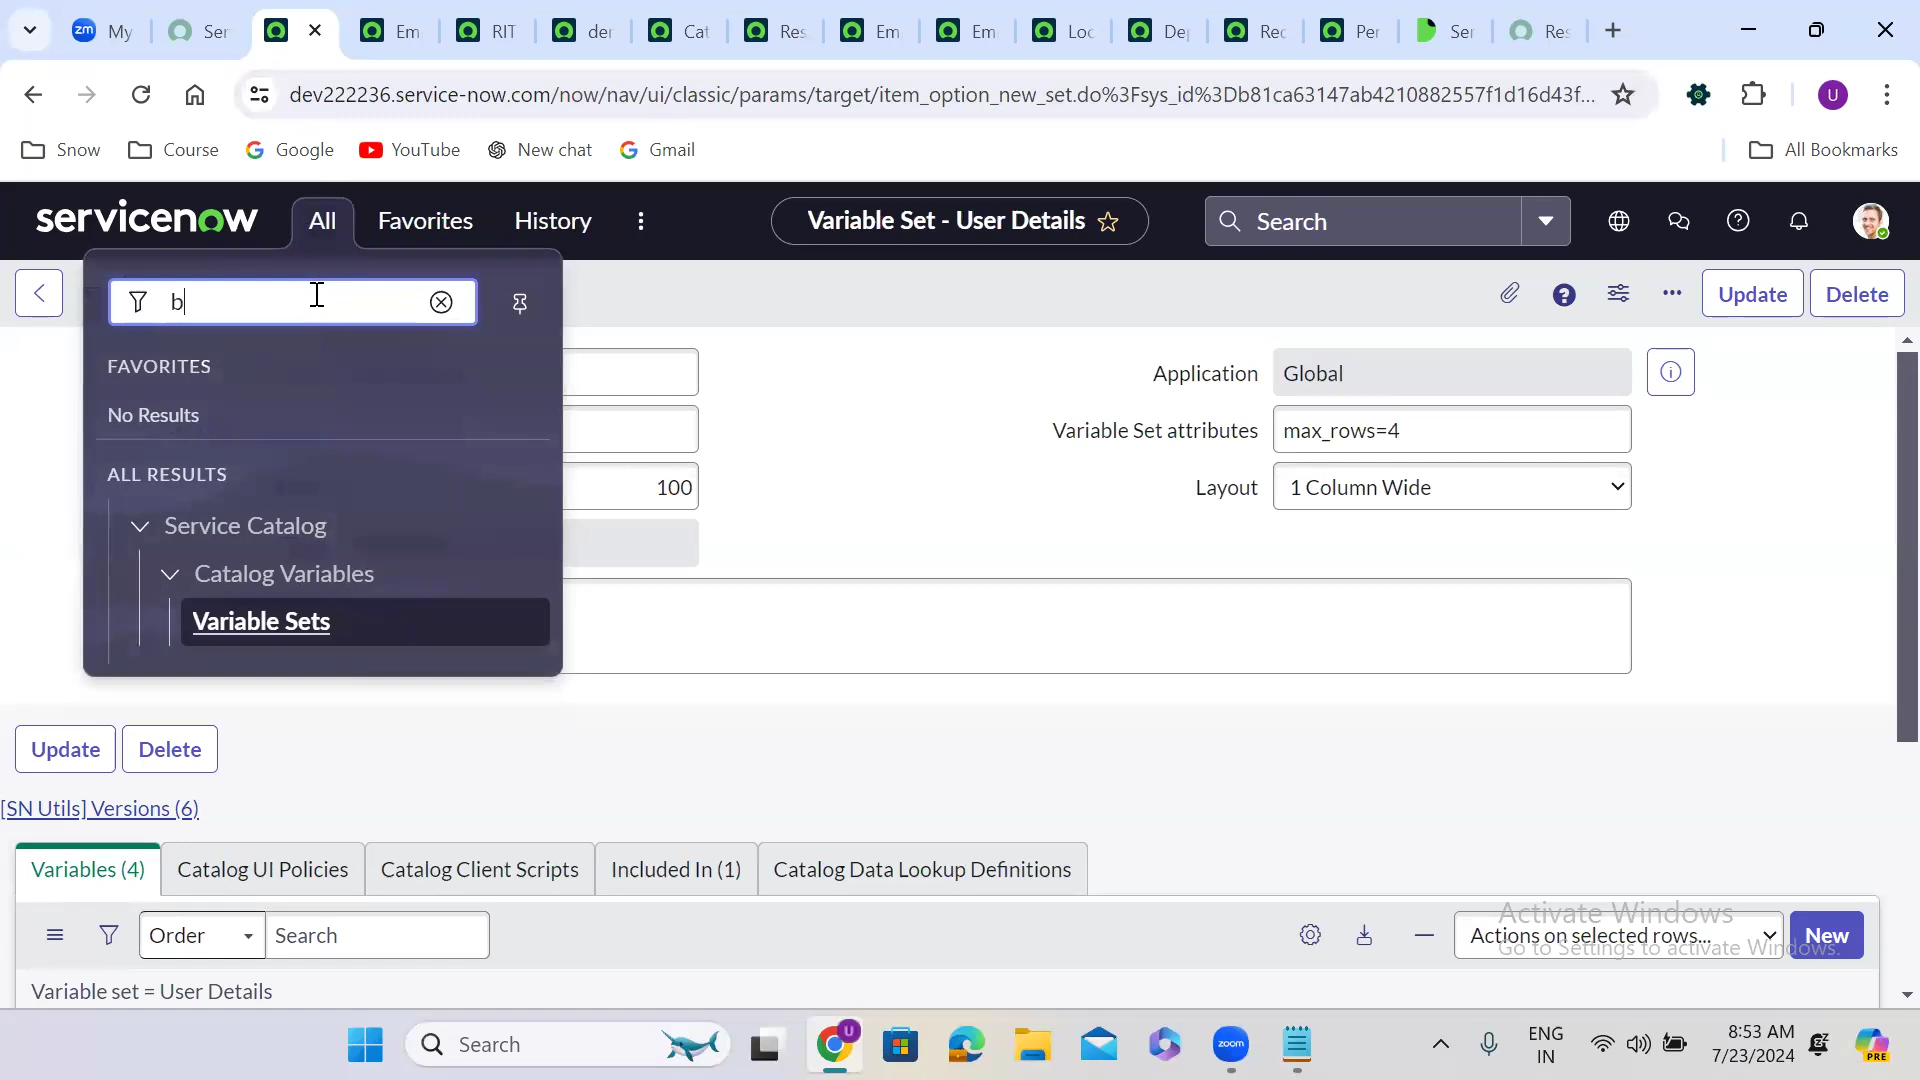 zm My
Ser
Em
RIT
der
Cat
Res
Em
Em
Loc
De
Rec
Per
Ser
Res
dev222236.service-now.com/now/nav/ui/classic/params/target/item_option_new_set.do%3Fsys_id%3Db81ca63147ab4210882557f1d16d43f...
U
Snow
Course
Google
YouTube
New chat
Gmail
All Bookmarks
servicenow
All
Favorites
History
Variable Set - User Details
Search
b
Update
Delete
FAVORITES
No Results
ALL RESULTS
Service Catalog
Catalog Variables
Variable Sets
Application
Global
Variable Set attributes
max_rows=4
100
Layout
1 Column Wide
Update
Delete
[SN Utils] Versions (6)
Variables (4)
Catalog UI Policies
Catalog Client Scripts
Included In (1)
Catalog Data Lookup Definitions
Order
Search
Actions on selected rows...
New
Activate Windows
Go to Settings to activate Windows.
Variable set = User Details
Search
U
zoom
ENG
IN
8:53 AM
7/23/2024
PRE